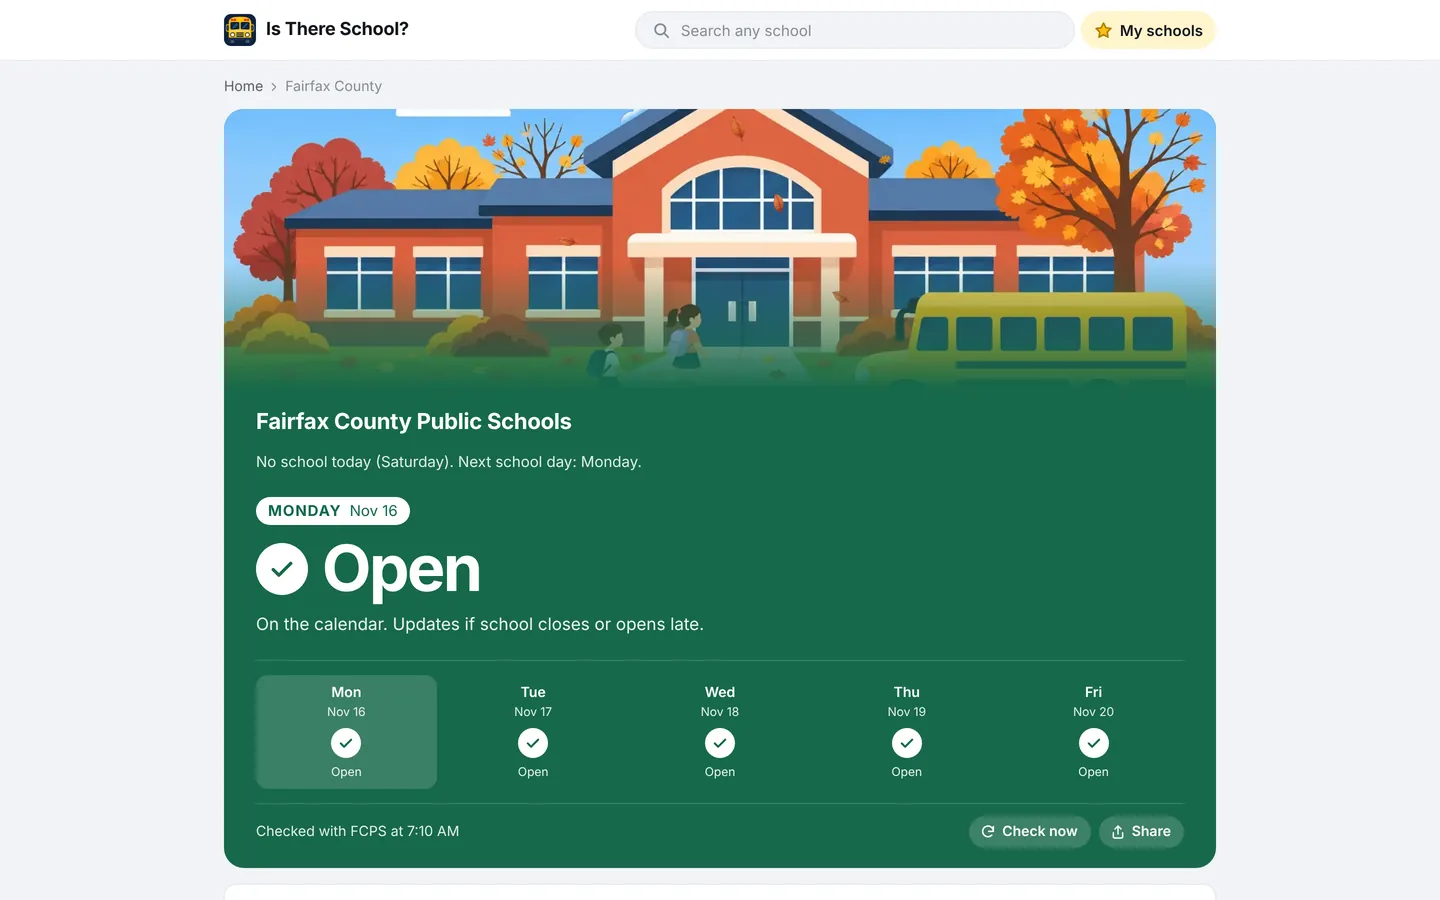 Is There School?
Search any school
My schools
Home > Fairfax County
Fairfax County Public Schools
No school today (Saturday). Next school day: Monday.
MONDAY Nov 16
Open
On the calendar. Updates if school closes or opens late.
Mon Tue Wed Thu Fri
Nov 16 Nov 17 Nov 18 Nov 19 Nov 20
Open Open Open Open Open
Checked with FCPS at 7:10 AM
Check now
Share